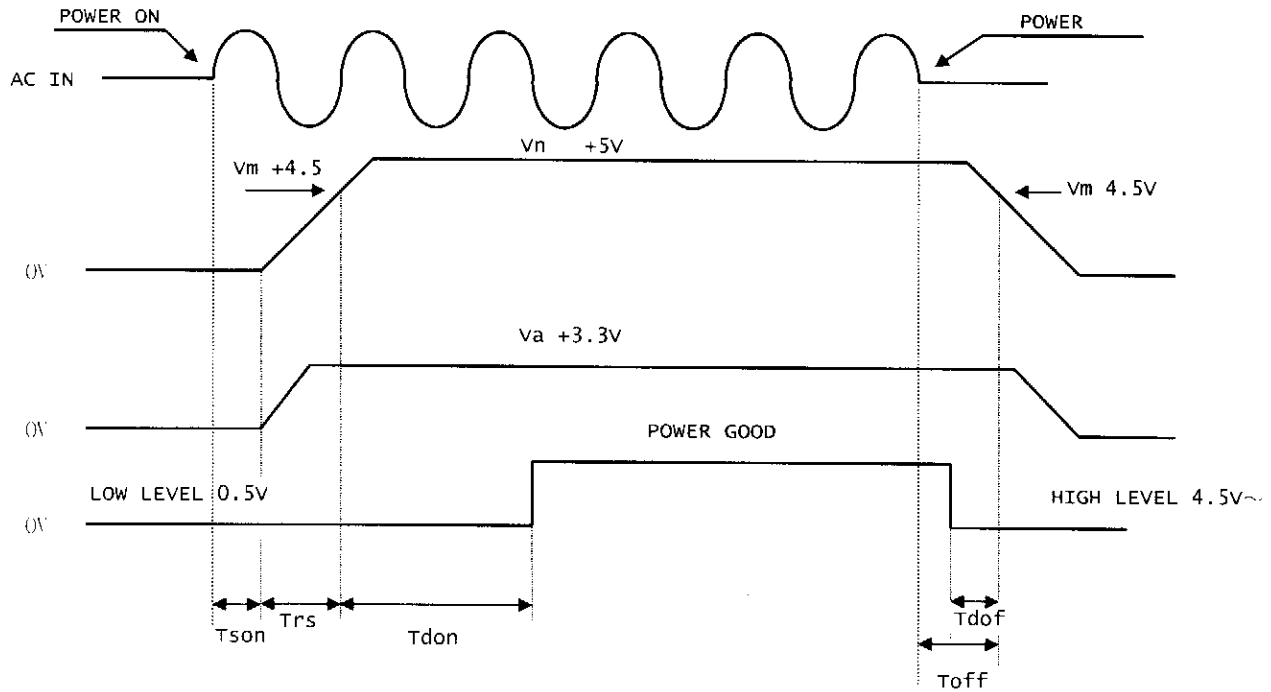 POWER ON
POWER
AC IN
Vn +5V
Vm +4.5
Vm 4.5V
0V
Va +3.3V
0V
POWER GOOD
LOW LEVEL 0.5V
HIGH LEVEL 4.5V~
0V
Tson
Trs
Tdon
Tdof
Toff